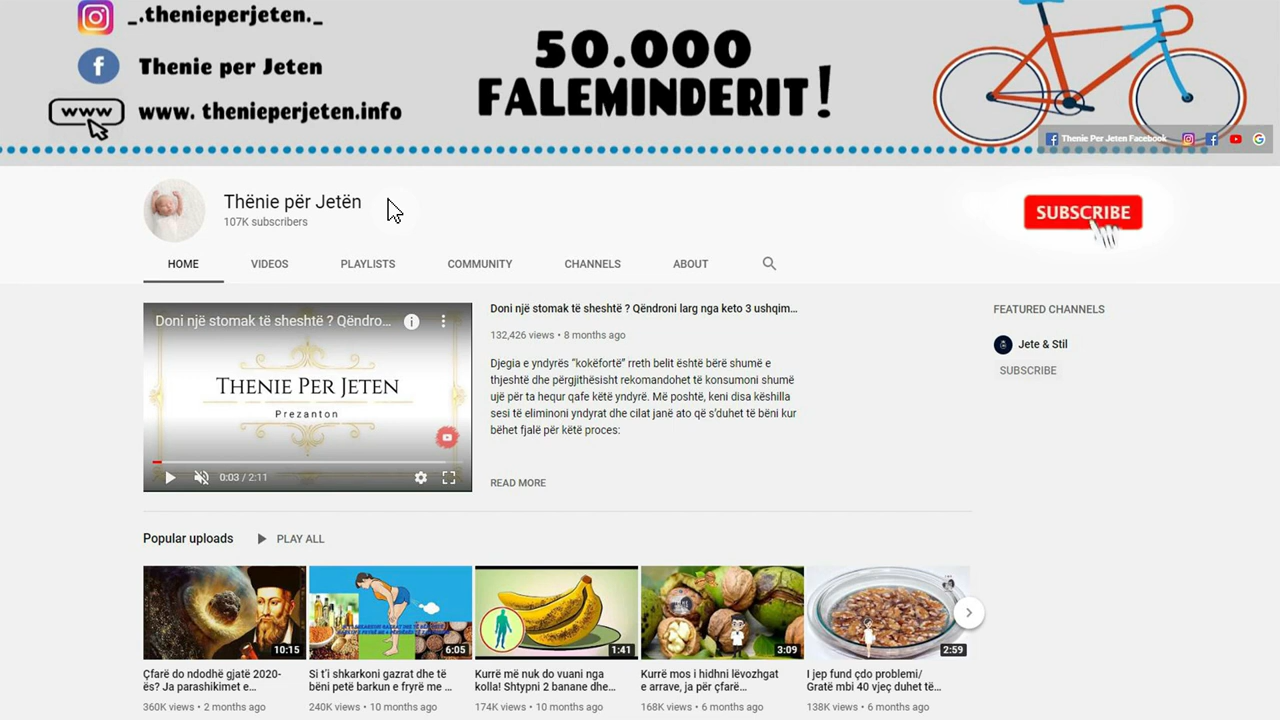 _.thenieperjeten._
Thenie per Jeten
www
www. thenieperjeten.info
50.000
FALEMINDERIT!
Thenie Per Jeten Facebook
Thënie për Jetën
107K subscribers
SUBSCRIBE
HOME VIDEOS PLAYLISTS COMMUNITY CHANNELS ABOUT
Doni një stomak të sheshtë ? Qëndro...
THENIE PER JETEN
Prezanton
0:03 / 2:11
Doni një stomak të sheshtë ? Qëndroni larg nga keto 3 ushqim...
132,426 views • 8 months ago
Djegia e yndyrës “kokëfortë” rreth belit është bërë shumë e
thjeshtë dhe përgjithësisht rekomandohet të konsumoni shumë
ujë për ta hequr qafe këtë yndyrë. Më poshtë, keni disa këshilla
sesi të eliminoni yndyrat dhe cilat janë ato që s’duhet të bëni kur
bëhet fjalë për këtë proces:
READ MORE
FEATURED CHANNELS
Jete & Stil
SUBSCRIBE
Popular uploads PLAY ALL
10:15
6:05
1:41
3:09
2:59
Çfarë do ndodhë gjatë 2020-
ës? Ja parashikimet e...
360K views • 2 months ago
Si t’i shkarkoni gazrat dhe të
bëni petë barkun e fryrë me ...
240K views • 10 months ago
Kurrë më nuk do vuani nga
kolla! Shtypni 2 banane dhe...
174K views • 10 months ago
Kurrë mos i hidhni lëvozhgat
e arrave, ja për çfarë...
168K views • 6 months ago
I jep fund çdo problemi/
Gratë mbi 40 vjeç duhet të...
138K views • 6 months ago